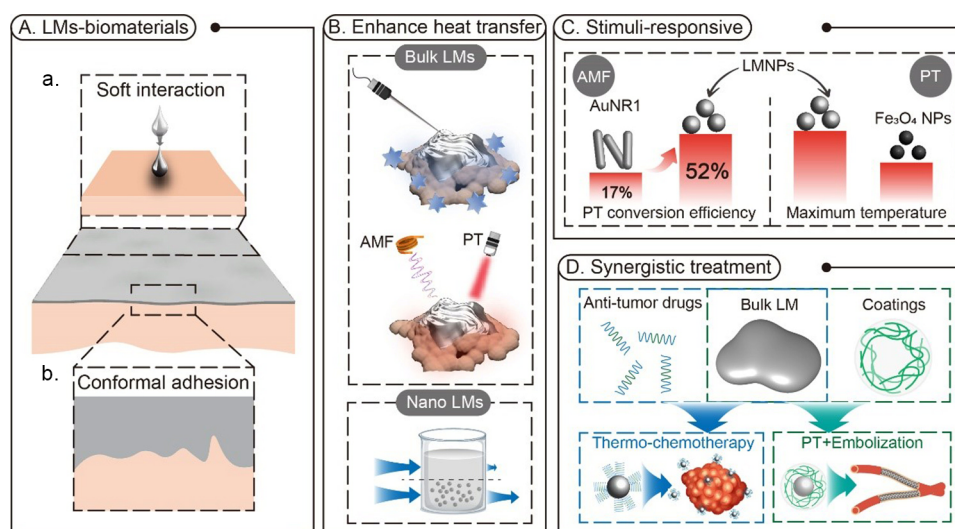 A. LMs-biomaterials
a.
Soft interaction
b.
Conformal adhesion
B. Enhance heat transfer
Bulk LMs
AMF
PT
Nano LMs
C. Stimuli-responsive
AMF
LMNPs
PT
AuNR1
Fe₃O₄ NPs
17%
52%
PT conversion efficiency
Maximum temperature
D. Synergistic treatment
Anti-tumor drugs
Bulk LM
Coatings
Thermo-chemotherapy
PT+Embolization